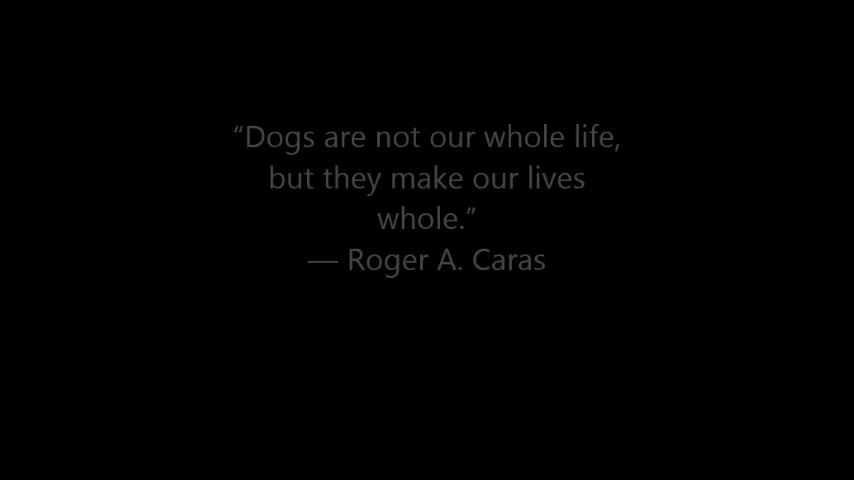 “Dogs are not our whole life,
but they make our lives
whole.”
— Roger A. Caras